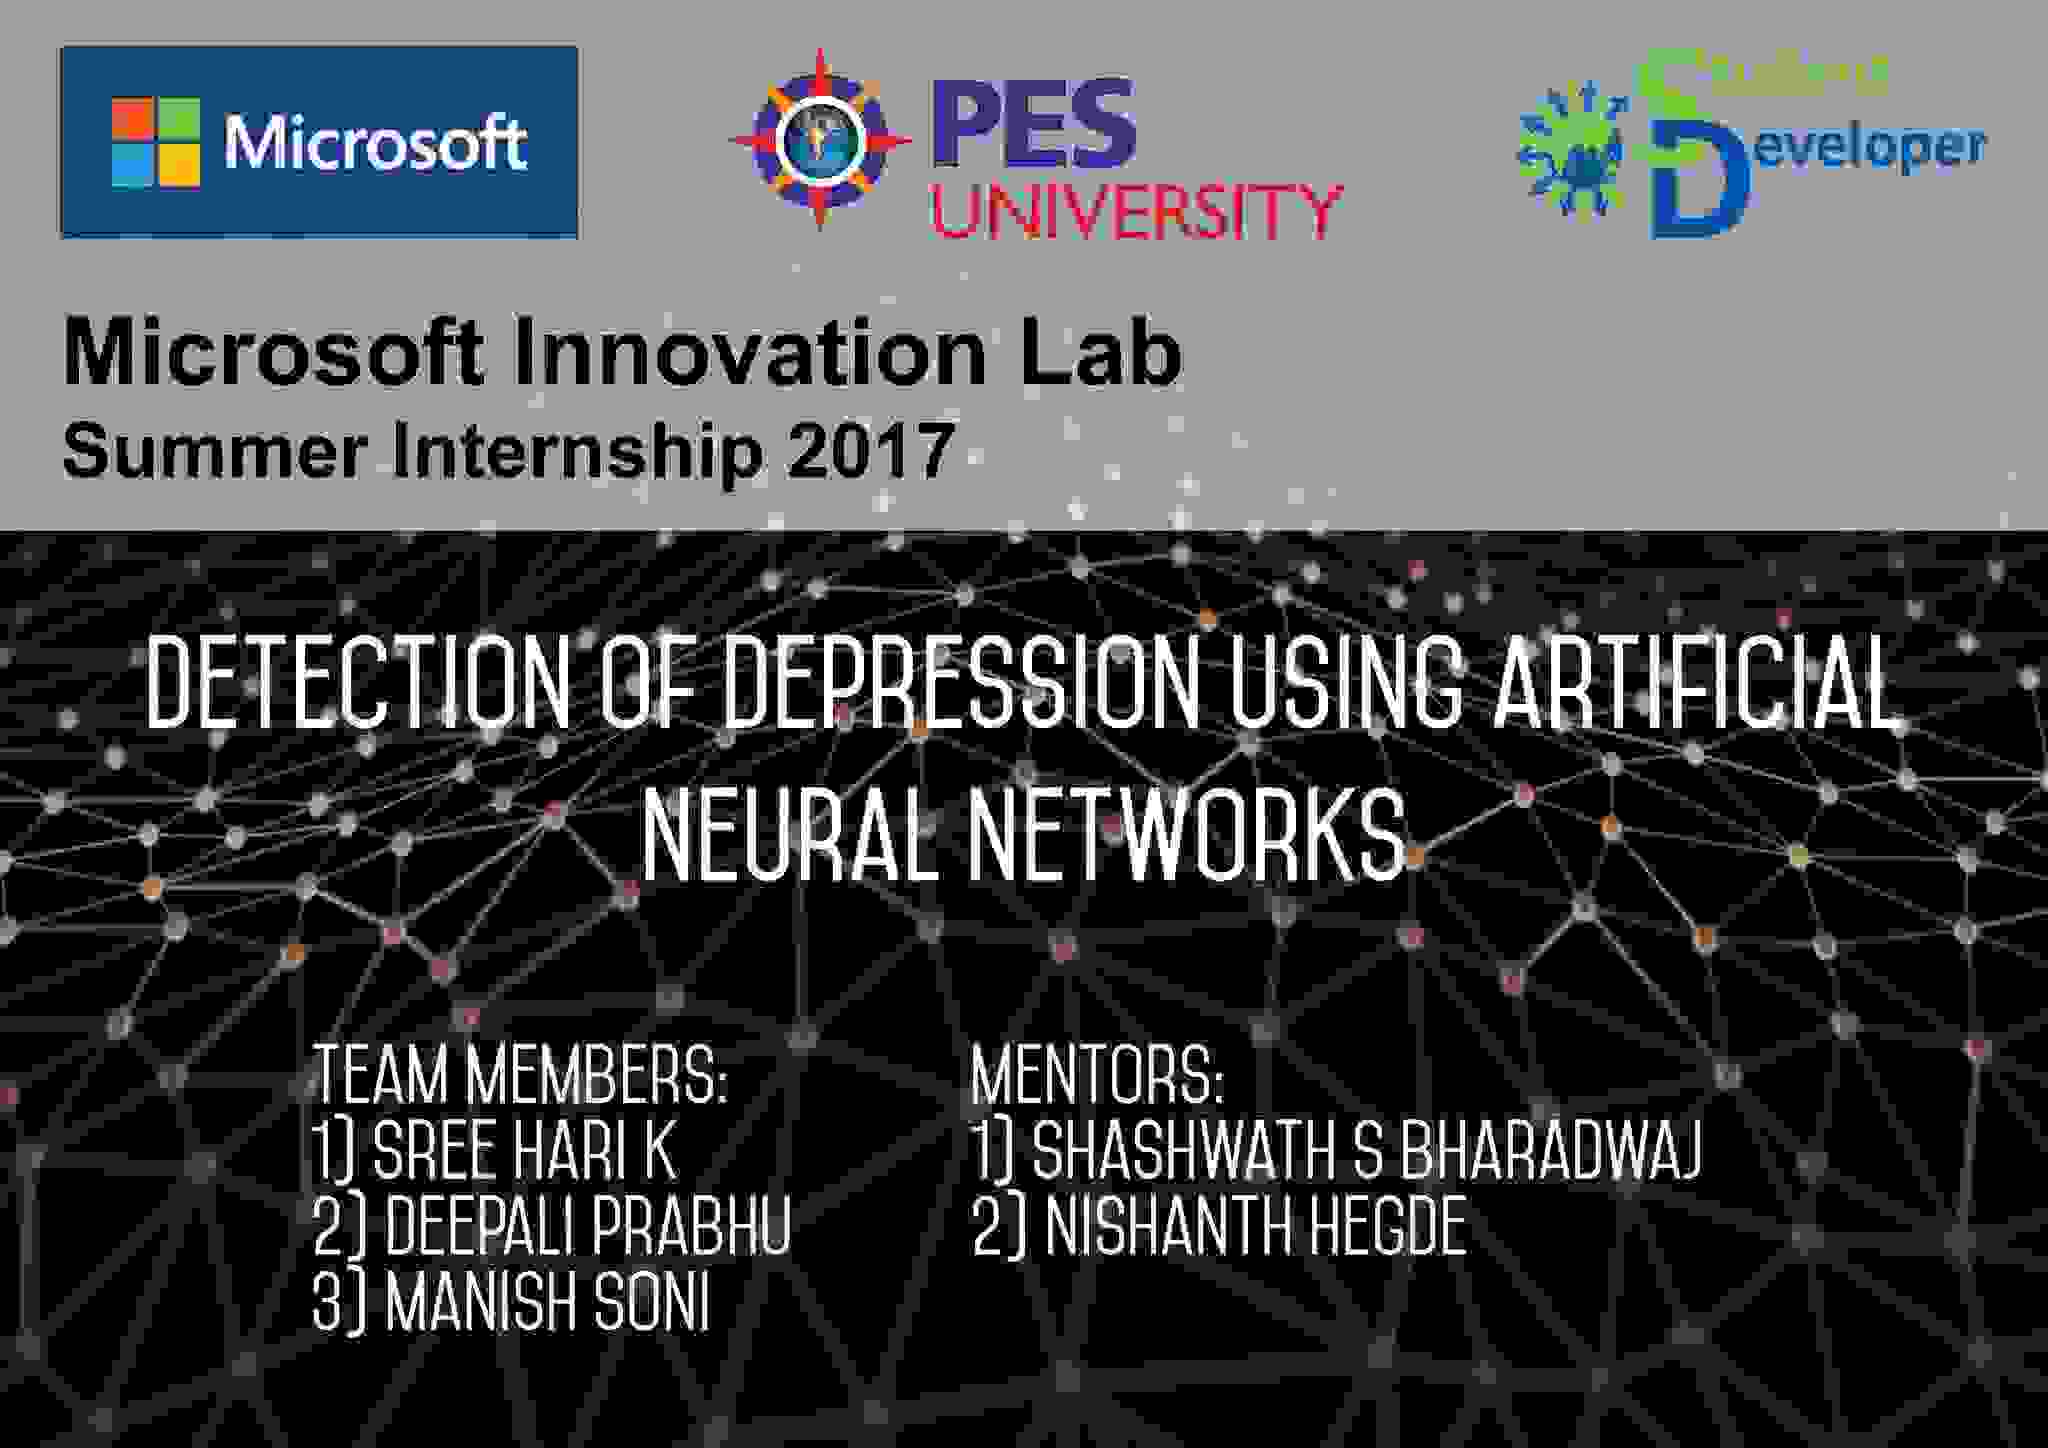 Microsoft
PES
UNIVERSITY
Student
Developer
Microsoft Innovation Lab
Summer Internship 2017
DETECTION OF DEPRESSION USING ARTIFICIAL
NEURAL NETWORKS
TEAM MEMBERS:
1) SREE HARI K
2) DEEPALI PRABHU
3) MANISH SONI
MENTORS:
1) SHASHWATH S BHARADWAJ
2) NISHANTH HEGDE